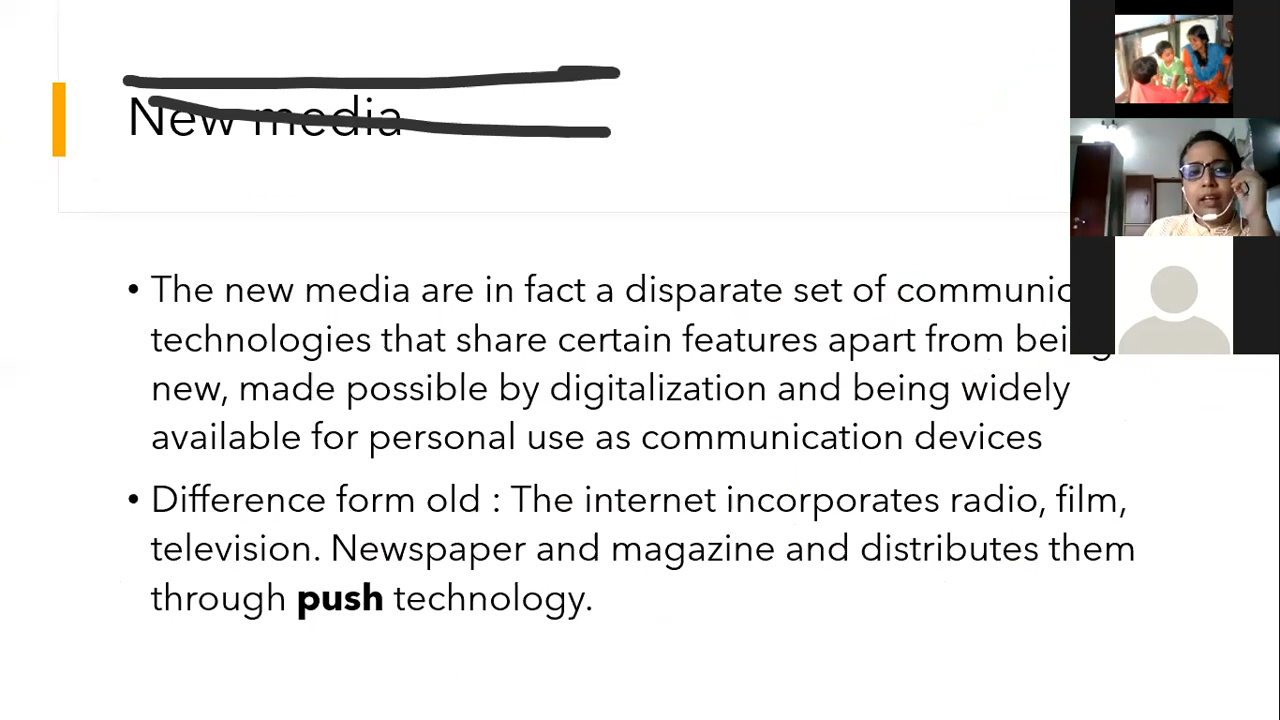 New media
• The new media are in fact a disparate set of
technologies that share certain features apart from being
new, made possible by digitalization and being widely
available for personal use as communication devices
• Difference form old : The internet incorporates radio, film,
television. Newspaper and magazine and distributes them
through push technology.